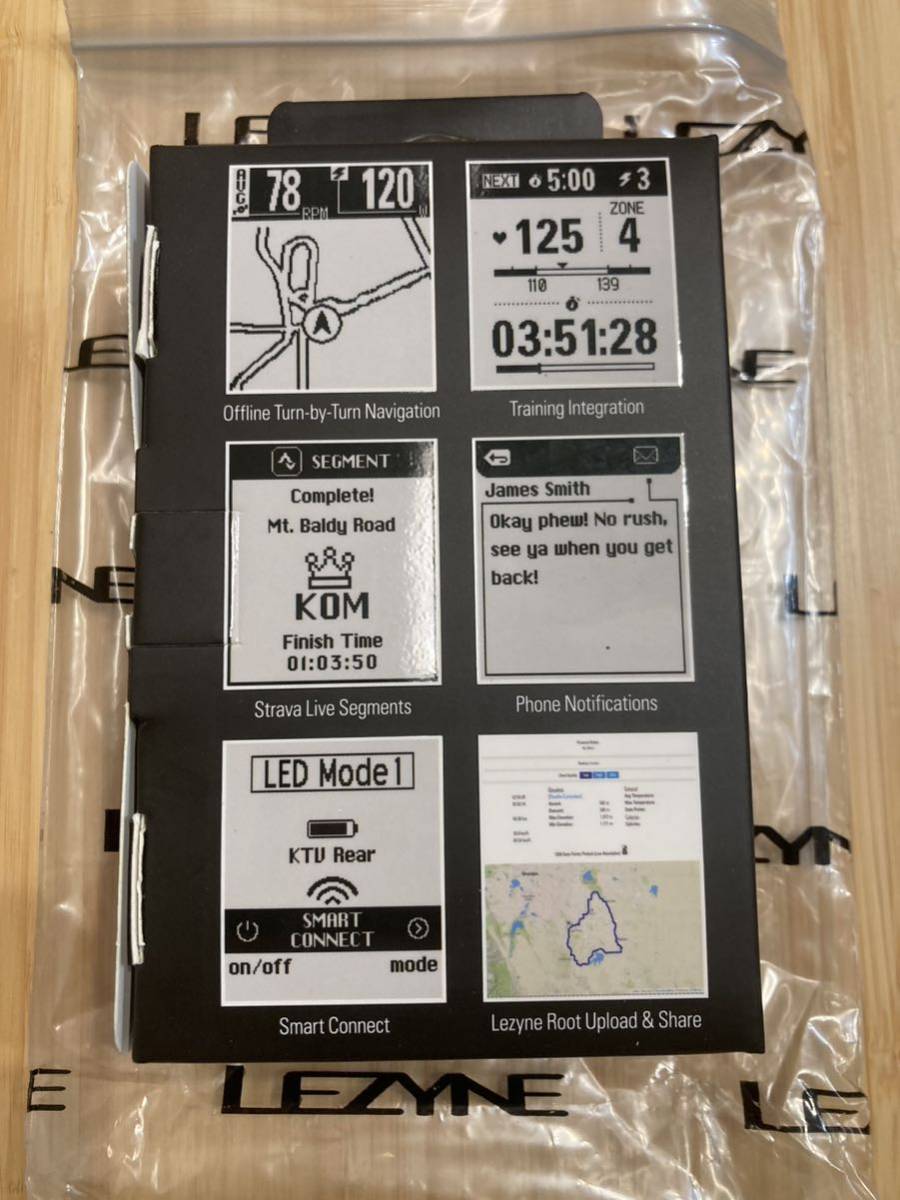 LEZYNE
AVG
78
RPM
120
W
Offline Turn-by-Turn Navigation
NEXT 5:00 3
125
ZONE
4
110 139
03:51:28
Training Integration
SEGMENT
Complete!
Mt. Baldy Road
KOM
Finish Time
01:03:50
Strava Live Segments
James Smith
Okay phew! No rush,
see ya when you get
back!
Phone Notifications
LED Mode 1
KTV Rear
SMART
CONNECT
on/off mode
Smart Connect
Lezyne Root Upload & Share
LEZYNE